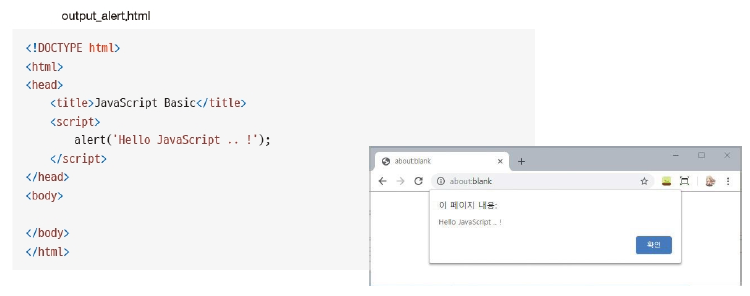 output_alert.html
<!DOCTYPE html>
<html>
<head>
    <title>JavaScript Basic</title>
    <script>
        alert('Hello JavaScript .. !');
    </script>
</head>
<body>

</body>
</html>
about:blank
about:blank
이 페이지 내용:
Hello JavaScript .. !
확인